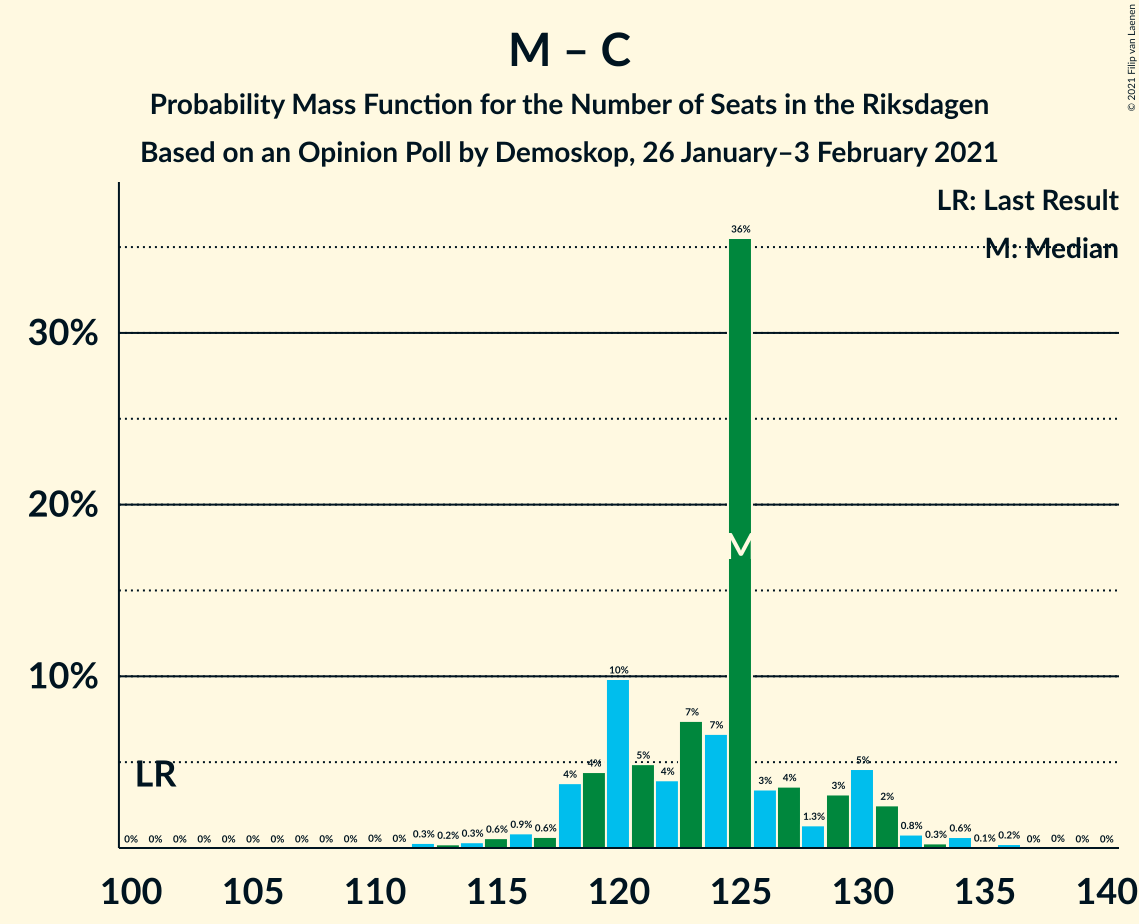 M – C
Probability Mass Function for the Number of Seats in the Riksdagen
Based on an Opinion Poll by Demoskop, 26 January–3 February 2021
© 2021 Filip van Laenen
LR: Last Result
M: Median
30%
20%
10%
36%
M
LR
0% 0% 0% 0% 0% 0% 0% 0% 0% 0% 0% 0% 0.3% 0.2% 0.3% 0.6% 0.9% 0.6% 4% 4% 10% 5% 4% 7% 7% 3% 4% 1.3% 3% 5% 2% 0.8% 0.3% 0.6% 0.1% 0.2% 0% 0% 0% 0%
100 105 110 115 120 125 130 135 140